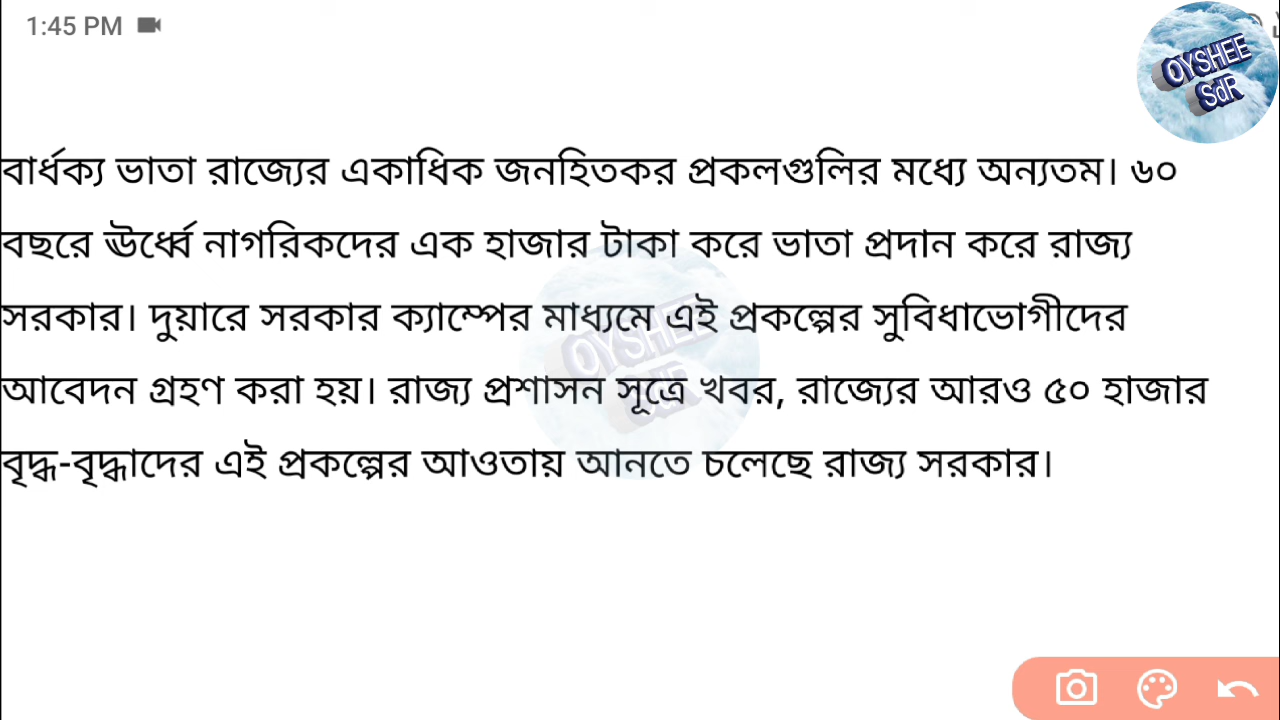 1:45 PM
OYSHEE
SdR
বার্ধক্য ভাতা রাজ্যের একাধিক জনহিতকর প্রকলগুলির মধ্যে অন্যতম। ৬০
বছরে ঊর্ধ্বে নাগরিকদের এক হাজার টাকা করে ভাতা প্রদান করে রাজ্য
সরকার। দুয়ারে সরকার ক্যাম্পের মাধ্যমে এই প্রকল্পের সুবিধাভোগীদের
আবেদন গ্রহণ করা হয়। রাজ্য প্রশাসন সূত্রে খবর, রাজ্যের আরও ৫০ হাজার
বৃদ্ধ-বৃদ্ধাদের এই প্রকল্পের আওতায় আনতে চলেছে রাজ্য সরকার।
OYSHEE
SdR